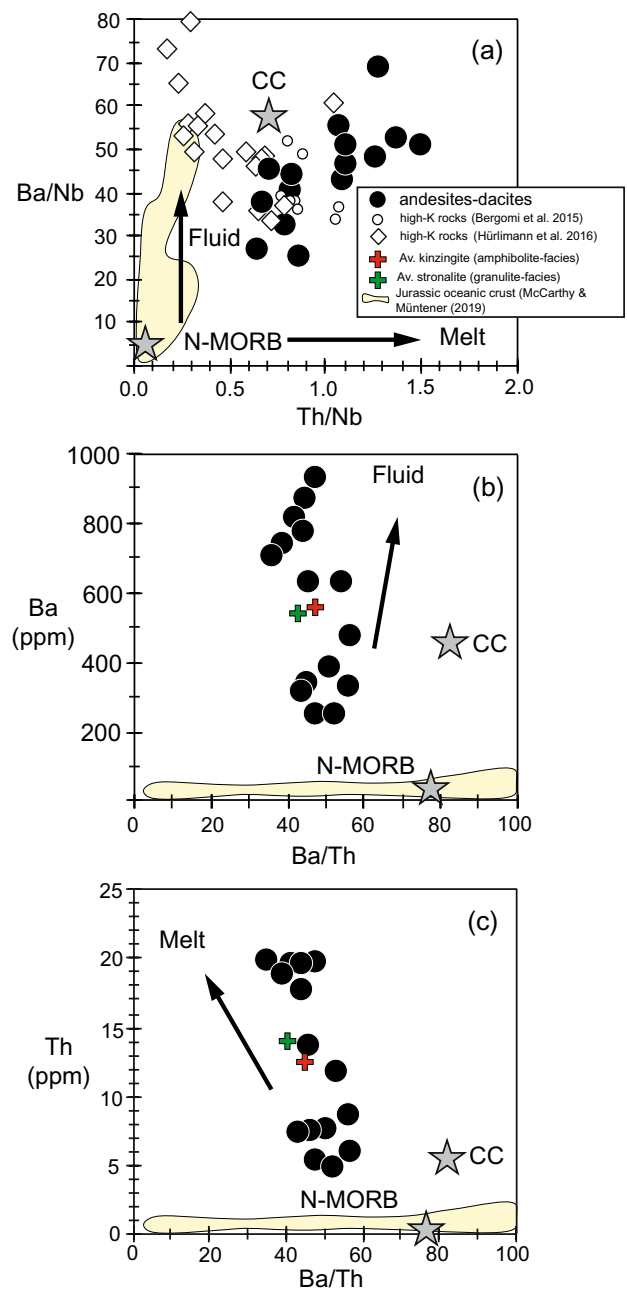 80
70
60
50
40
30
20
10
Ba/Nb
(a)
CC
Fluid
N-MORB
Melt
andesites-dacites
high-K rocks (Bergomi et al. 2015)
high-K rocks (Hürlimann et al. 2016)
Av. kinzingite (amphibolite-facies)
Av. stronalite (granulite-facies)
Jurassic oceanic crust (McCarthy &
Müntener (2019)
0.0 0.5 1.0 1.5 2.0
Th/Nb
1000
800
600
400
200
Ba
(ppm)
(b)
Fluid
CC
N-MORB
0 20 40 60 80 100
Ba/Th
25
20
15
10
5
0
Th
(ppm)
(c)
Melt
CC
N-MORB
0 20 40 60 80 100
Ba/Th